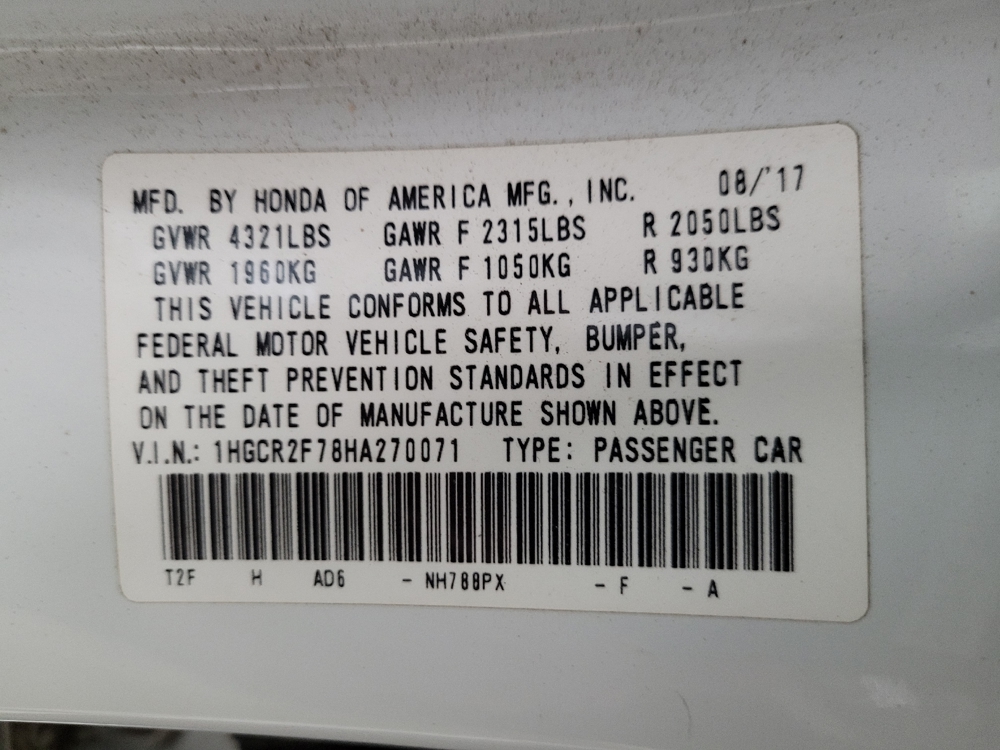 MFD. BY HONDA OF AMERICA MFG., INC. 08/'17
GVWR 4321LBS GAWR F 2315LBS R 2050LBS
GVWR 1960KG GAWR F 1050KG R 930KG
THIS VEHICLE CONFORMS TO ALL APPLICABLE
FEDERAL MOTOR VEHICLE SAFETY, BUMPER,
AND THEFT PREVENTION STANDARDS IN EFFECT
ON THE DATE OF MANUFACTURE SHOWN ABOVE.
V.I.N.: 1HGCR2F78HA270071 TYPE: PASSENGER CAR
T2F H AD6 - NH788PX - F - A